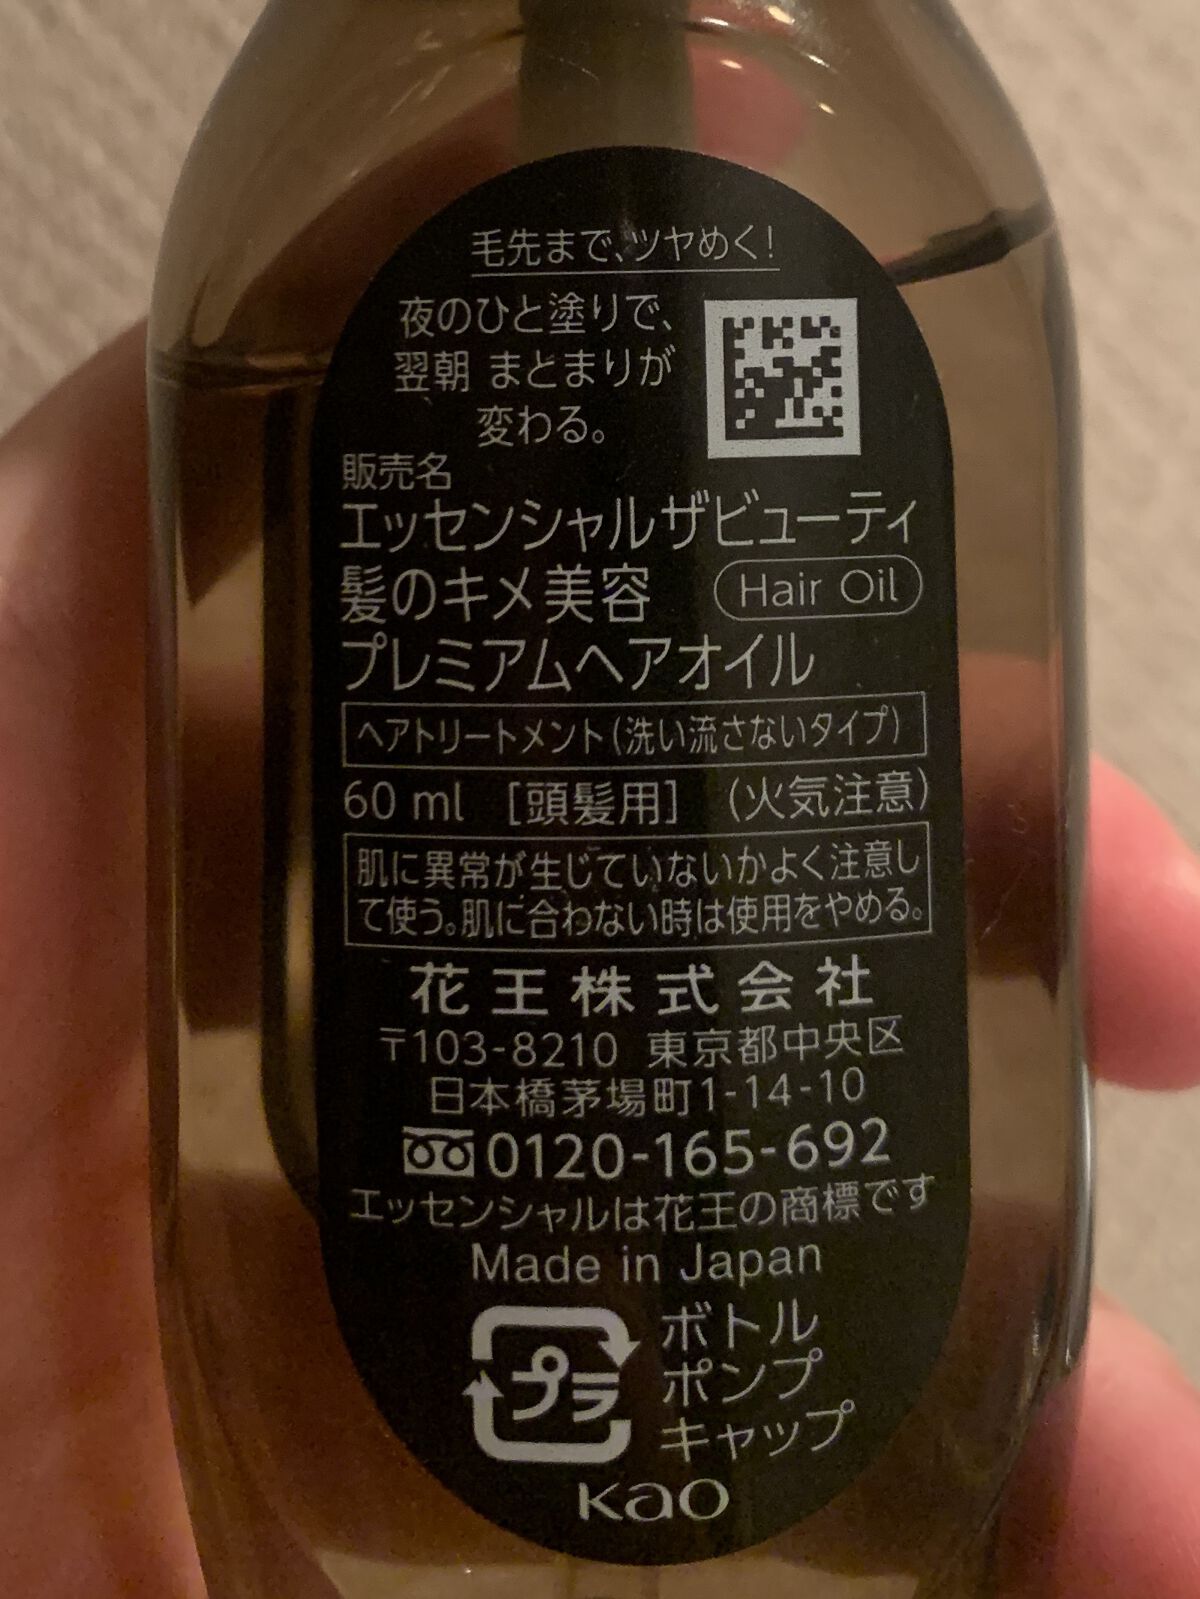 毛先まで、ツヤめく!
夜のひと塗りで、
翌朝 まとまりが
変わる。
販売名
エッセンシャルザビューティ
髪のキメ美容 Hair Oil
プレミアムヘアオイル
ヘアトリートメント(洗い流さないタイプ)
60 ml [頭髪用] (火気注意)
肌に異常が生じていないかよく注意し
て使う。肌に合わない時は使用をやめる。
花王株式会社
〒103-8210 東京都中央区
日本橋茅場町1-14-10
0120-165-692
エッセンシャルは花王の商標です
Made in Japan
プラ ボトル
ポンプ
キャップ
Kao